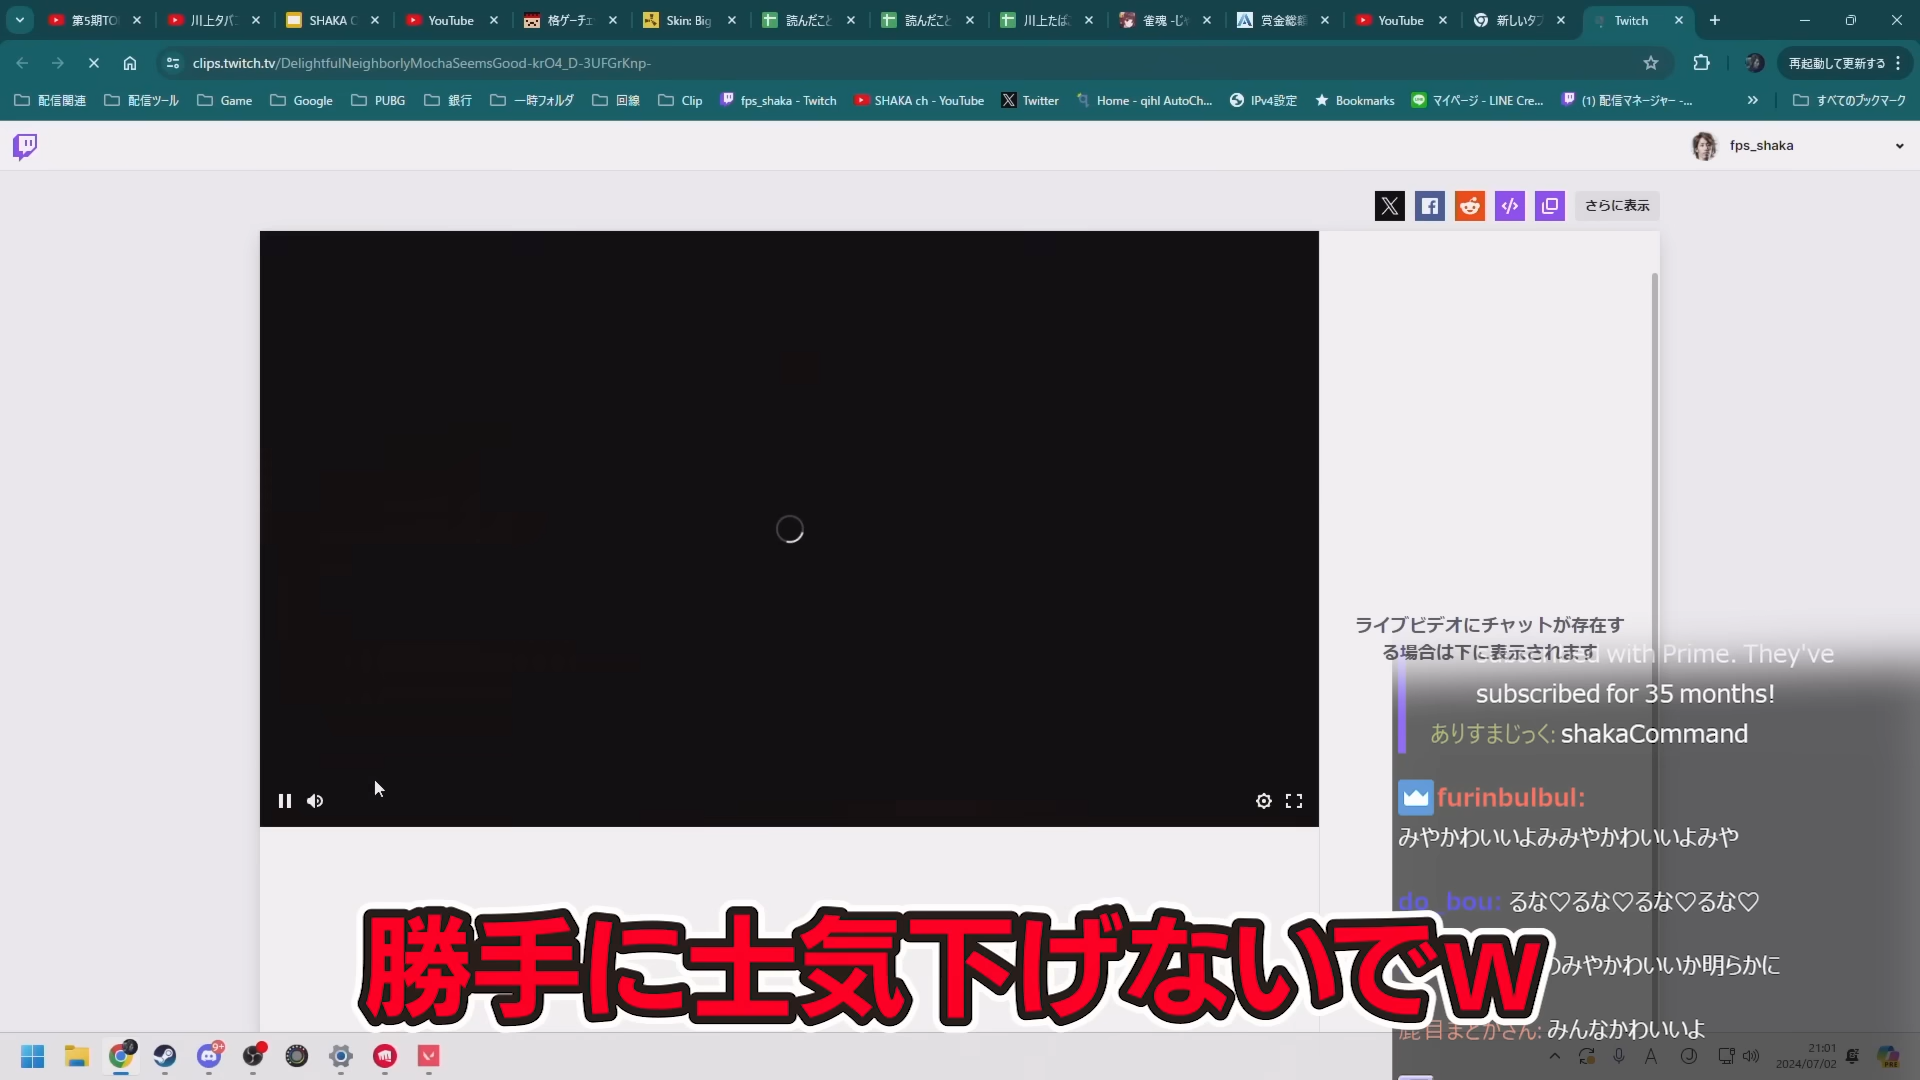 第5期TO
川上タバコ
SHAKA C
YouTube
格ゲーチェ
Skin: Big
読んだこと
読んだこと
川上たば
雀魂 -じゃ
賞金総額
YouTube
新しいタブ
Twitch
clips.twitch.tv/DelightfulNeighborlyMochaSeemsGood-krO4_D-3UFGrKnp-
再起動して更新する
配信関連
配信ツール
Game
Google
PUBG
銀行
一時フォルダ
回線
Clip
fps_shaka - Twitch
SHAKA ch - YouTube
Twitter
Home - qihl AutoCh...
IPv4設定
Bookmarks
マイページ - LINE Cre...
(1) 配信マネージャー -...
すべてのブックマーク
fps_shaka
さらに表示
ライブビデオにチャットが存在す
る場合は下に表示されます
subscribed with Prime. They've
subscribed for 35 months!
ありすまじっく: shakaCommand
furinbulbul:
みやかわいいよみみやかわいいよみや
do_bou: るな♡るな♡るな♡るな♡
のみやかわいいか明らかに
鹿目まどかさん: みんなかわいいよ
勝手に士気下げないでw
9+
A
21:01
2024/07/02